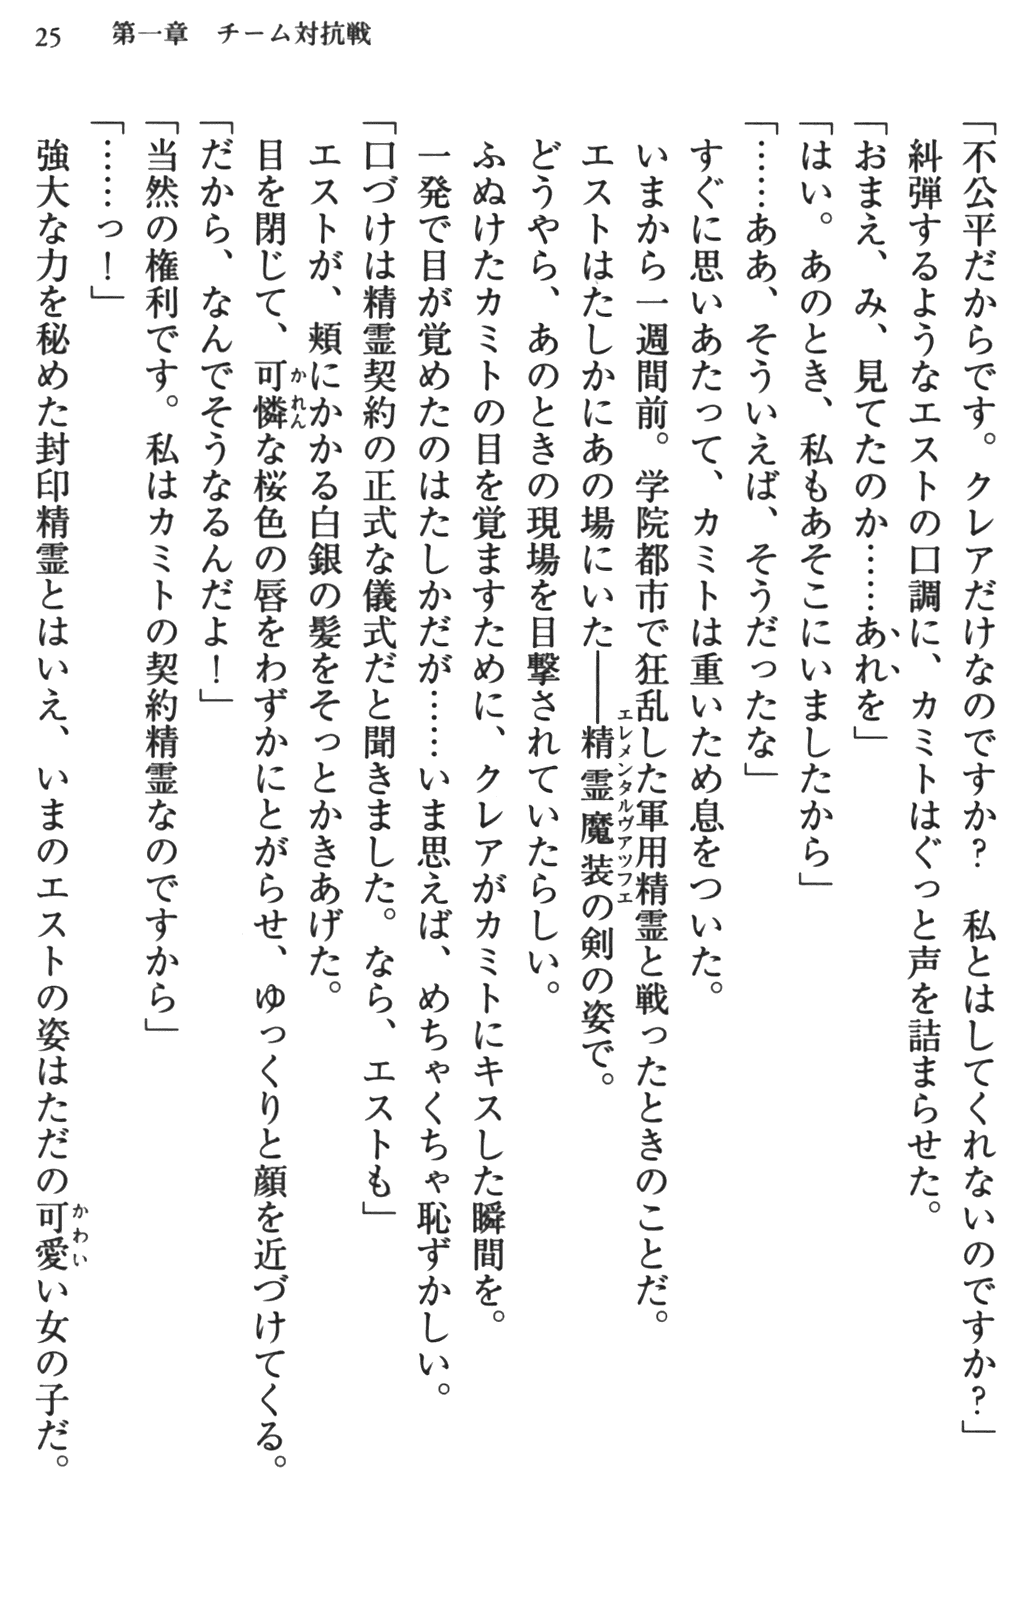 25　第一章　チーム対抗戦
「不公平だからです。クレアだけなのですか？　私とはしてくれないのですか？」
糾弾するようなエストの口調に、カミトはぐっと声を詰まらせた。
「おまえ、み、見てたのか……あれを」
「はい。あのとき、私もあそこにいましたから」
「……ああ、そういえば、そうだったな」
すぐに思いあたって、カミトは重いため息をついた。
いまから一週間前。学院都市で狂乱した軍用精霊と戦ったときのことだ。
エストはたしかにあの場にいた――精霊魔装の剣の姿で。
エレメンタルヴァッフェ
どうやら、あのときの現場を目撃されていたらしい。
ふぬけたカミトの目を覚ますために、クレアがカミトにキスした瞬間を。
一発で目が覚めたのはたしかだが……いま思えば、めちゃくちゃ恥ずかしい。
「口づけは精霊契約の正式な儀式だと聞きました。なら、エストも」
エストが、頬にかかる白銀の髪をそっとかきあげた。
目を閉じて、可憐な桜色の唇をわずかにとがらせ、ゆっくりと顔を近づけてくる。
かれん
「だから、なんでそうなるんだよ！」
「当然の権利です。私はカミトの契約精霊なのですから」
「……っ！」
強大な力を秘めた封印精霊とはいえ、いまのエストの姿はただの可愛い女の子だ。
かわい